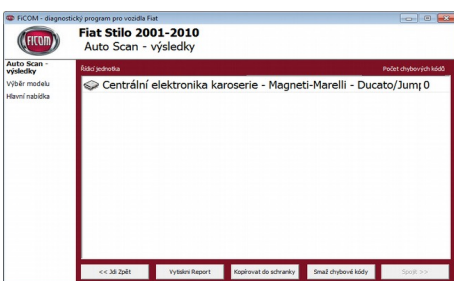 FiCOM - diagnostický program pro vozidla Fiat
FiCOM
Fiat Stilo 2001-2010
Auto Scan - výsledky
Auto Scan - výsledky
Výběr modelu
Hlavní nabídka
Řídicí jednotka Počet chybových kódů
Centrální elektronika karoserie - Magneti-Marelli - Ducato/Jump 0
<< Jdi Zpět Vytiskni Report Kopírovat do schranky Smaž chybové kódy Spojit >>